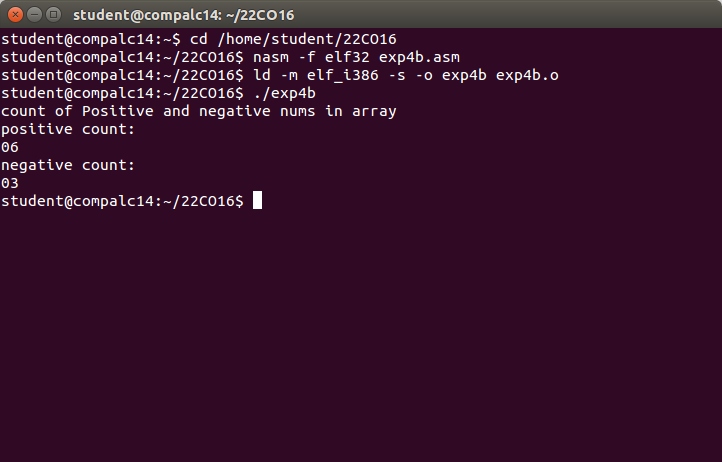 student@compalc14: ~/22CO16
student@compalc14:~$ cd /home/student/22CO16
student@compalc14:~/22CO16$ nasm -f elf32 exp4b.asm
student@compalc14:~/22CO16$ ld -m elf_i386 -s -o exp4b exp4b.o
student@compalc14:~/22CO16$ ./exp4b
count of Positive and negative nums in array
positive count:
06
negative count:
03
student@compalc14:~/22CO16$